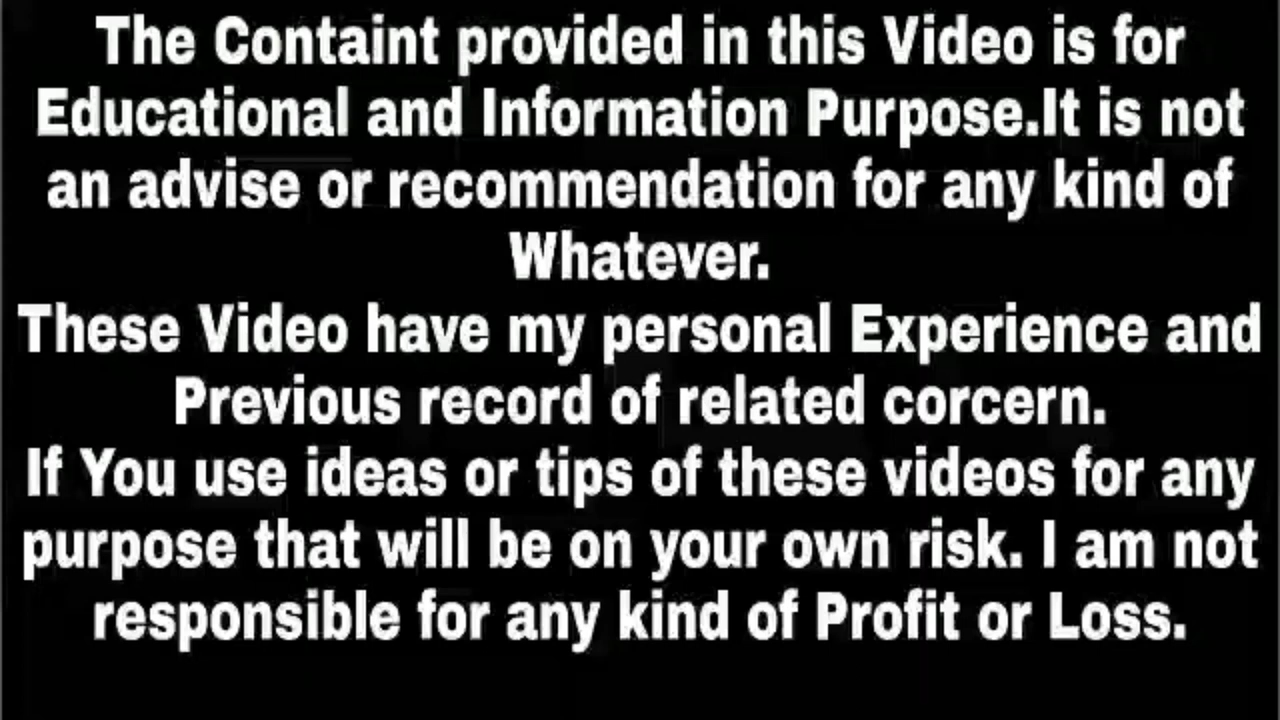 The Containt provided in this Video is for
Educational and Information Purpose.It is not
an advise or recommendation for any kind of
Whatever.
These Video have my personal Experience and
Previous record of related corcern.
If You use ideas or tips of these videos for any
purpose that will be on your own risk. I am not
responsible for any kind of Profit or Loss.